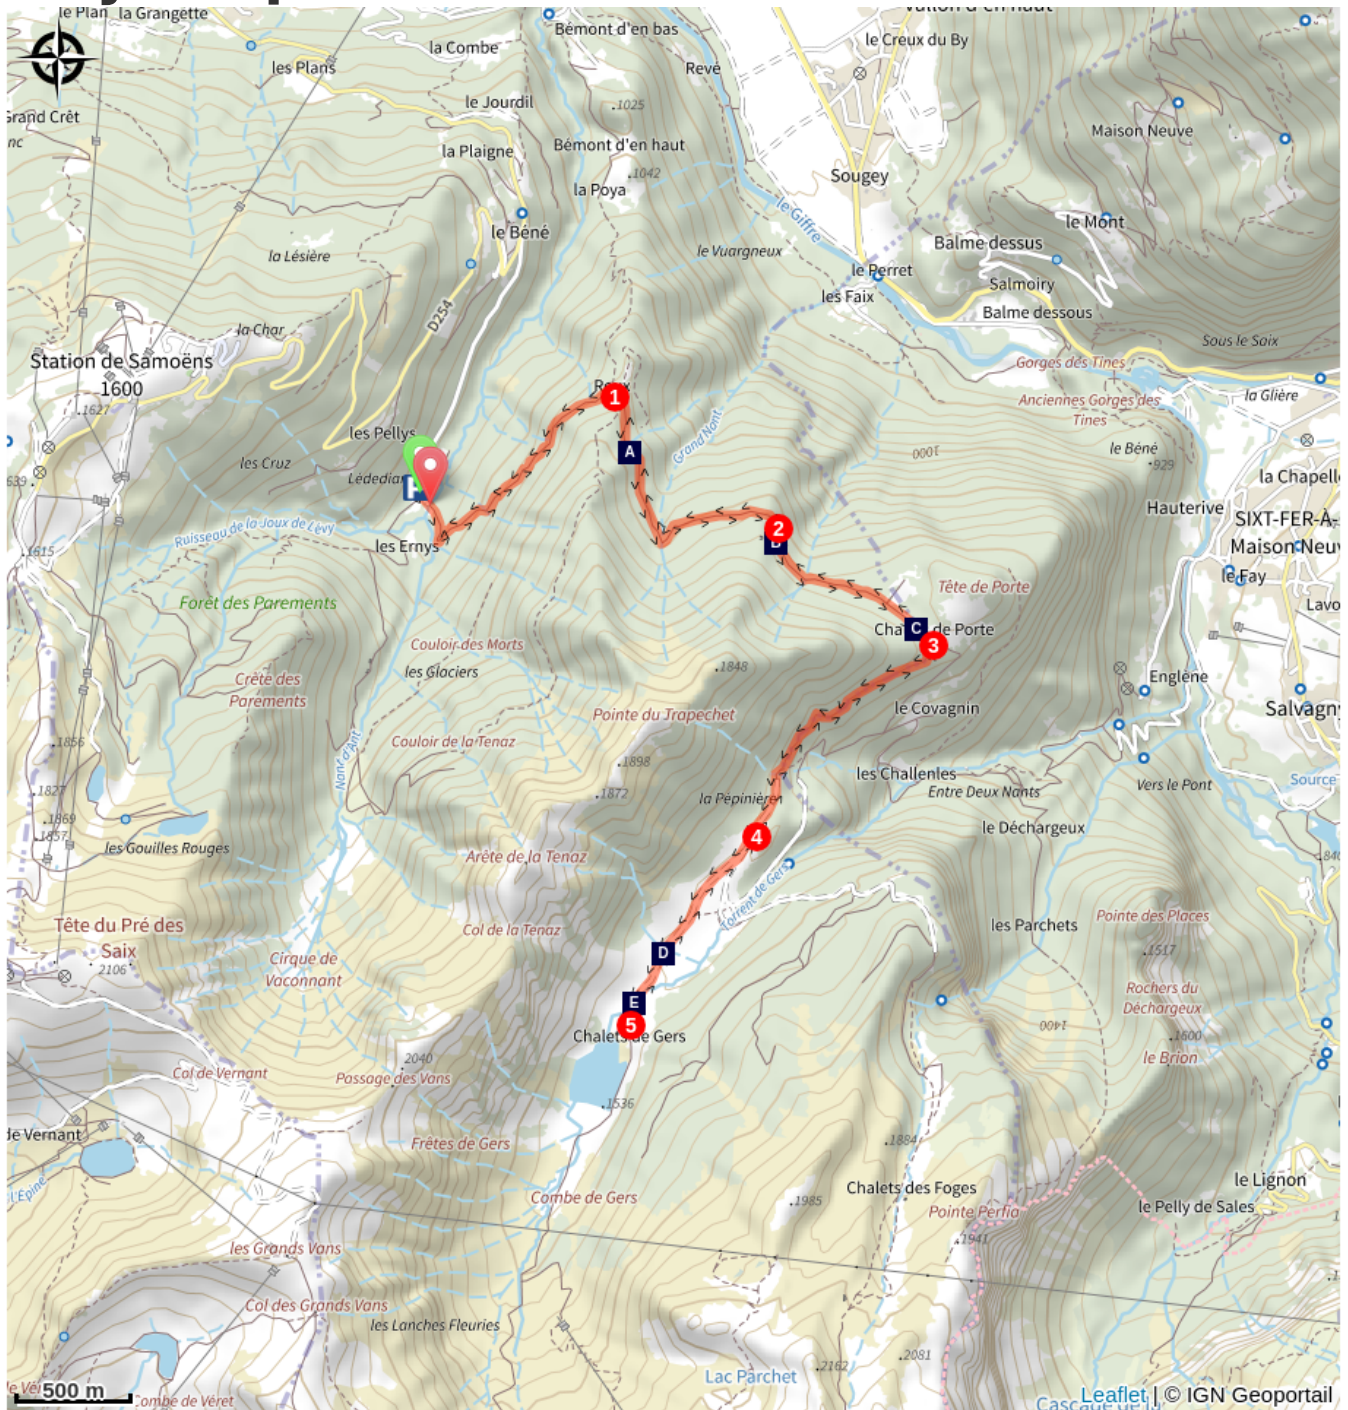 le Plan
la Grangette
Vallon d'en haut
Bémont d'en bas
le Creux du By
la Combe
les Plans
Revé
le Jourdil
.1025
Grand Crêt
Maison Neuve
Bémont d'en haut
la Plaigne
.1042
Sougey
la Poya
le Giffre
le Mont
le Béné
Balme dessus
la Lésière
le Vuargneux
le Perret
Salmoiry
les Faix
Balme dessous
D254
la Char
Sous le Saix
Station de Samoëns
1600
Gorges des Tines
.1627
1
Anciennes Gorges des
Tines
la Glière
les Pellys
Grand Nant
A
1000
le Béné
.929
les Cruz
la Chapelle
Lédedian
P
Hauterive
SIXT-FER-A-
Ruisseau de la Joux de Lévy
2
B
les Ernys
Maison Neuv
.1615
le Fay
Tête de Porte
Forêt des Parements
Lavo
C
de Porte
3
Couloir des Morts
.1848
les Glaciers
Englène
Crête des
Parements
le Covagnin
Salvagny
Pointe du Trapechet
Couloir de la Tenaz
.1856
Nant d'Ant
.1898
les Challenles
Source
Vers le Pont
.1827
.1872
la Pépinière
Entre Deux Nants
.1869
.1857
le Déchargeux
4
les Gouilles Rouges
Arête de la Tenaz
Torrent de Gers
Pointe des Places
Tête du Pré des
Saix
les Parchets
Col de la Tenaz
.1517
D
Cirque de
Vaconnant
2106
Rochers du
Déchargeux
E
5
1400
Chalets de Gers
.1600
2040
le Brion
Col de Vernant
Passage des Vans
.1536
de Vernant
Frêtes de Gers
.1884
le Lignon
l'Épine
Chalets des Foges
Combe de Gers
.1985
le Pelly de Sales
Pointe Perfia
.1941
les Grands Vans
Col des Grands Vans
les Lanches Fleuries
.2162
.2081
Lac Parchet
500 m
Combe de Véret
Leaflet | © IGN Geoportail
Cascade de la